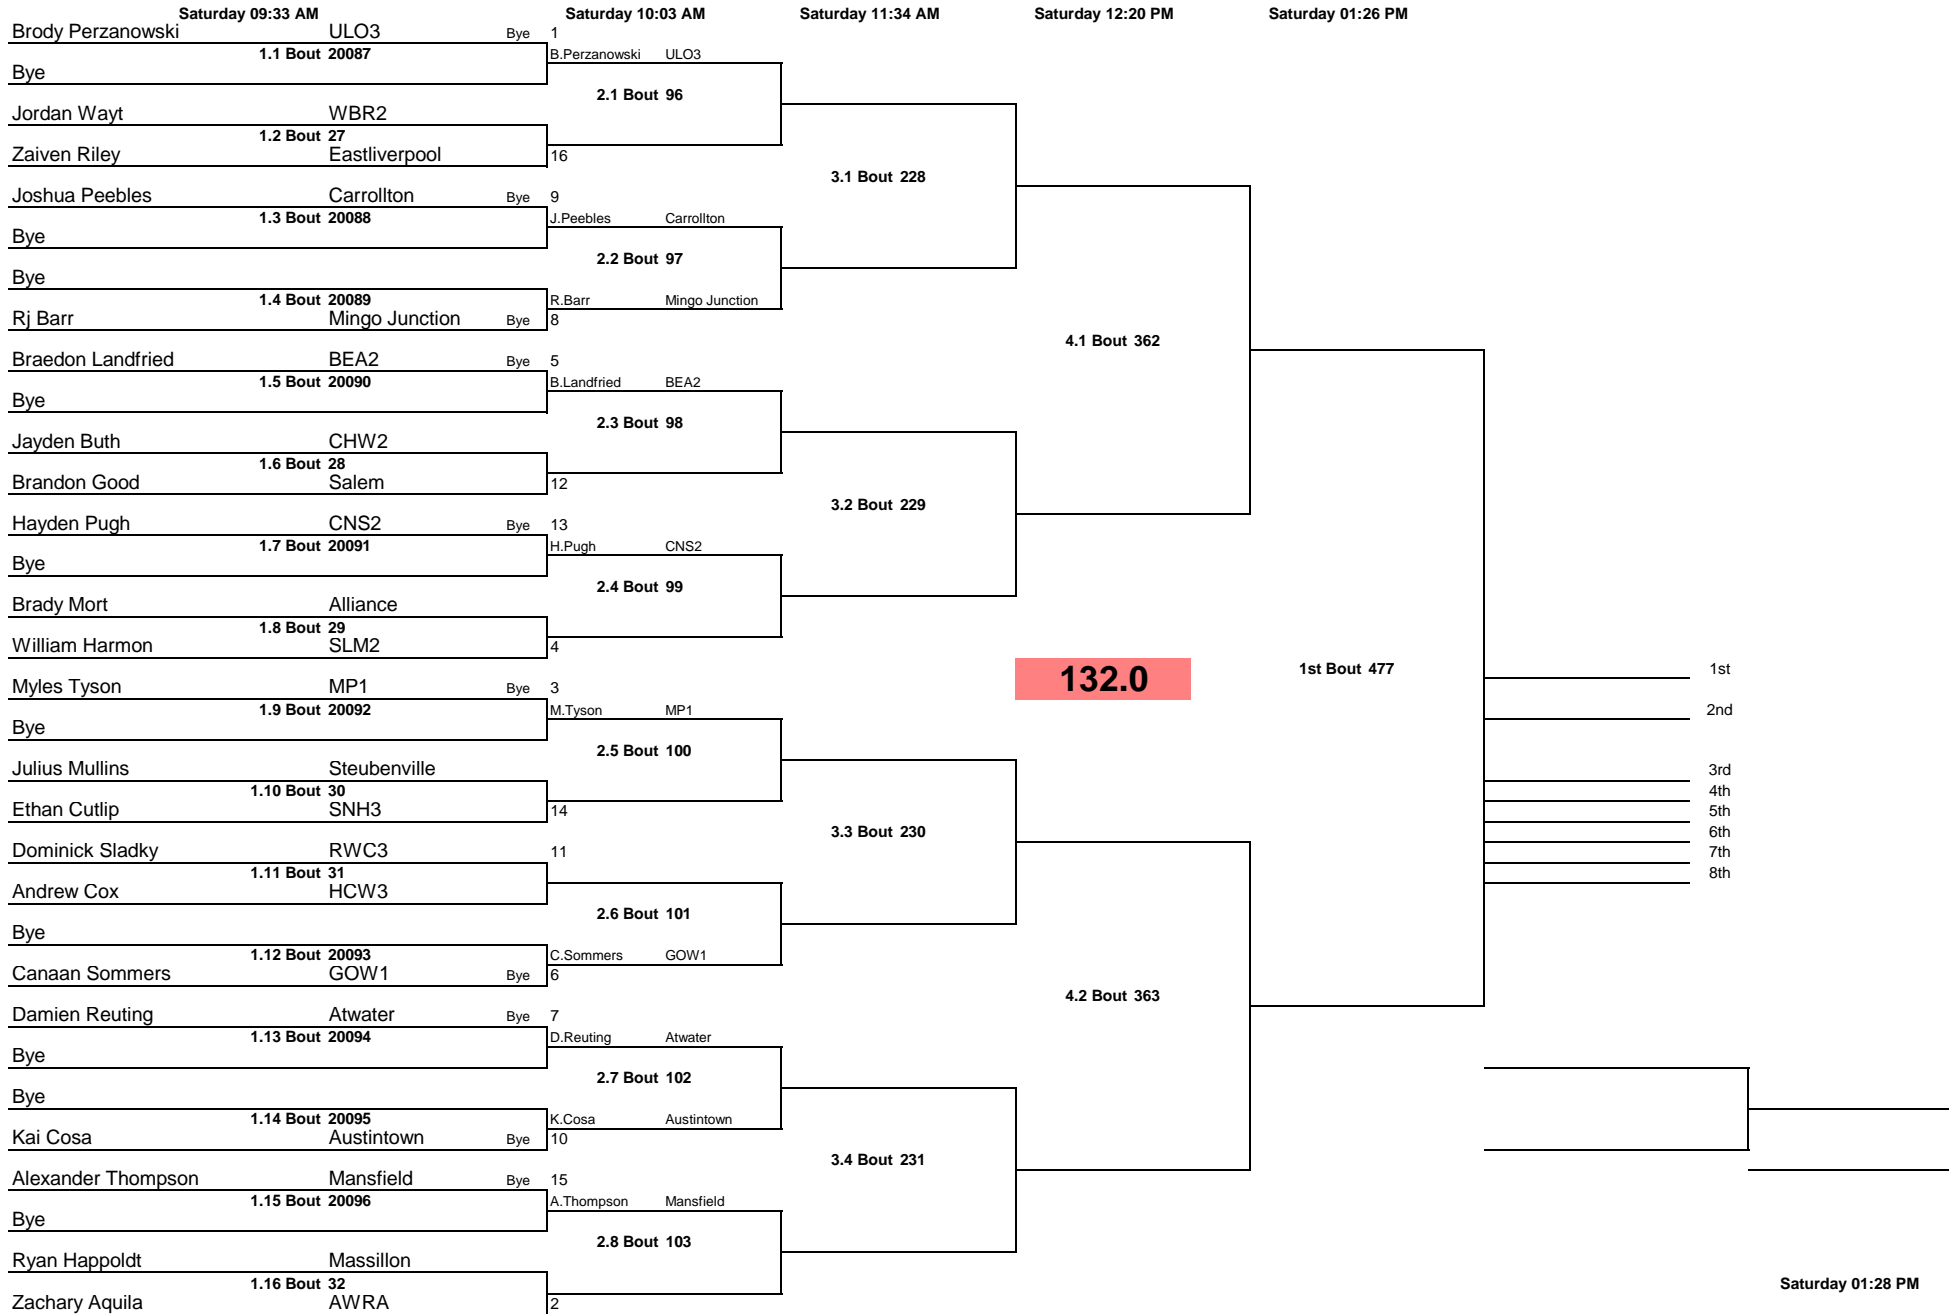 Saturday 09:33 AM Saturday 10:03 AM Saturday 11:34 AM Saturday 12:20 PM Saturday 01:26 PM
Brody Perzanowski ULO3 Bye 1
1.1 Bout 20087 B.Perzanowski ULO3
Bye
2.1 Bout 96
Jordan Wayt WBR2
1.2 Bout 27
Zaiven Riley Eastliverpool 16
3.1 Bout 228
Joshua Peebles Carrollton Bye 9
1.3 Bout 20088 J.Peebles Carrollton
Bye
2.2 Bout 97
Bye
1.4 Bout 20089 R.Barr Mingo Junction
Rj Barr Mingo Junction Bye 8
4.1 Bout 362
Braedon Landfried BEA2 Bye 5
1.5 Bout 20090 B.Landfried BEA2
Bye
2.3 Bout 98
Jayden Buth CHW2
1.6 Bout 28
Brandon Good Salem 12
3.2 Bout 229
Hayden Pugh CNS2 Bye 13
1.7 Bout 20091 H.Pugh CNS2
Bye
2.4 Bout 99
Brady Mort Alliance
1.8 Bout 29
William Harmon SLM2 4
132.0 1st Bout 477 1st
Myles Tyson MP1 Bye 3
1.9 Bout 20092 M.Tyson MP1 2nd
Bye
2.5 Bout 100
Julius Mullins Steubenville 3rd
1.10 Bout 30 4th
Ethan Cutlip SNH3 14 5th
3.3 Bout 230 6th
Dominick Sladky RWC3 11 7th
1.11 Bout 31 8th
Andrew Cox HCW3
2.6 Bout 101
Bye
1.12 Bout 20093 C.Sommers GOW1
Canaan Sommers GOW1 Bye 6
4.2 Bout 363
Damien Reuting Atwater Bye 7
1.13 Bout 20094 D.Reuting Atwater
Bye
2.7 Bout 102
Bye
1.14 Bout 20095 K.Cosa Austintown
Kai Cosa Austintown Bye 10
3.4 Bout 231
Alexander Thompson Mansfield Bye 15
1.15 Bout 20096 A.Thompson Mansfield
Bye
2.8 Bout 103
Ryan Happoldt Massillon
1.16 Bout 32 Saturday 01:28 PM
Zachary Aquila AWRA 2